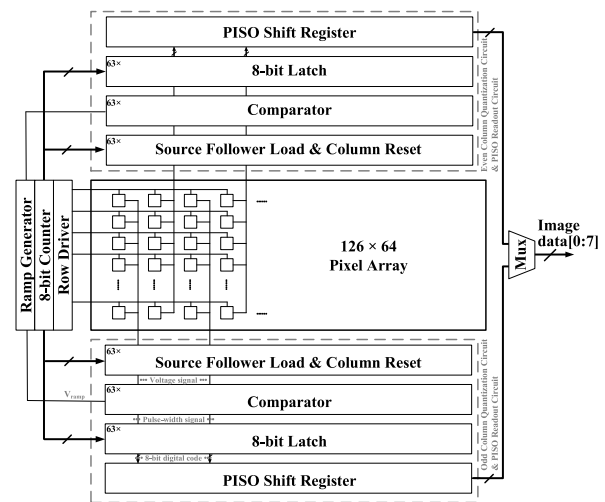 PISO Shift Register
63×
8-bit Latch
63×
Comparator
63×
Source Follower Load & Column Reset
Even Column Quantization Circuit
& PISO Readout Circuit
Ramp Generator
8-bit Counter
Row Driver
126 × 64
Pixel Array
Mux
Image
data[0:7]
63×
Source Follower Load & Column Reset
Voltage signal
Vramp
63×
Comparator
Pulse-width signal
63×
8-bit Latch
8-bit digital code
PISO Shift Register
Odd Column Quantization Circuit
& PISO Readout Circuit